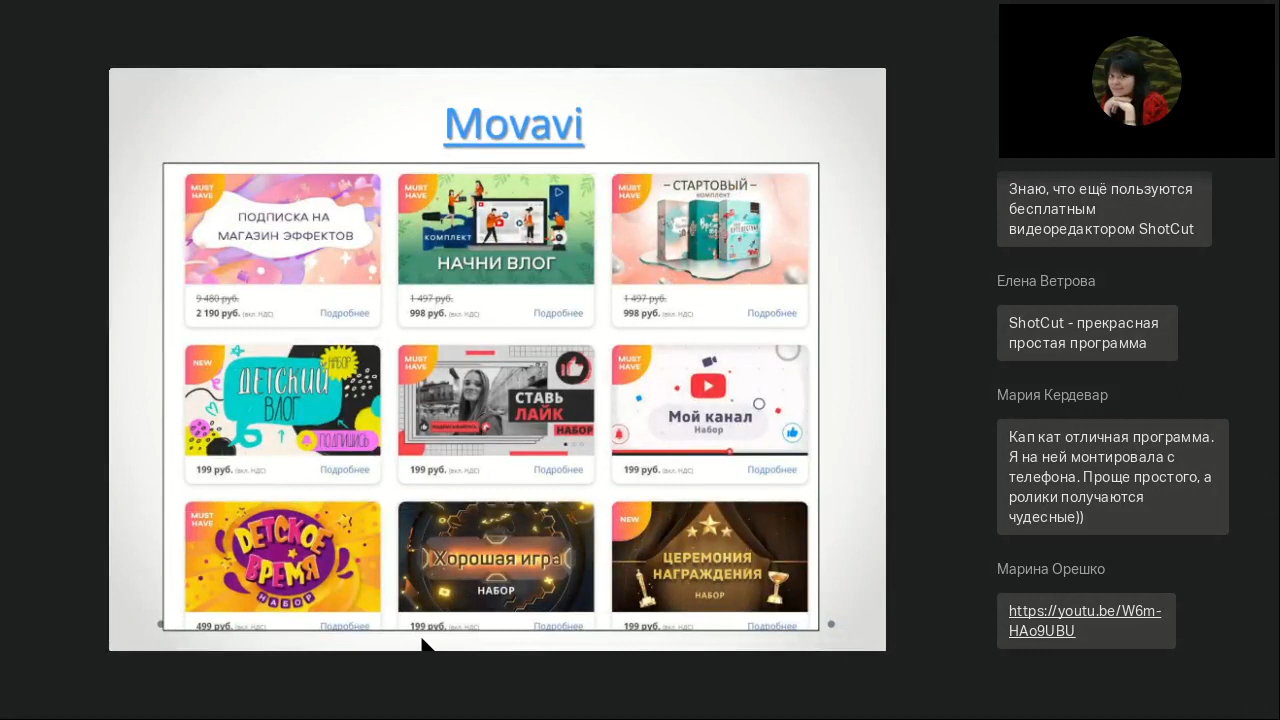 Movavi
MUST
HAVE
ПОДПИСКА НА
МАГАЗИН ЭФФЕКТОВ
9 480 руб.
2 190 руб. (вкл. НДС)
Подробнее
MUST
HAVE
КОМПЛЕКТ
НАЧНИ ВЛОГ
1 497 руб.
998 руб. (вкл. НДС)
Подробнее
MUST
HAVE
СТАРТОВЫЙ
КОМПЛЕКТ
1 497 руб.
998 руб. (вкл. НДС)
Подробнее
NEW
НАБОР
ДЕТСКИЙ
ВЛОГ
ПОДПИШИСЬ
199 руб. (вкл. НДС)
Подробнее
MUST
HAVE
СТАВЬ
ЛАЙК
НАБОР
199 руб. (вкл. НДС)
Подробнее
MUST
HAVE
Мой канал
Набор
199 руб. (вкл. НДС)
Подробнее
MUST
HAVE
ДЕТСКОЕ
ВРЕМЯ
НАБОР
499 руб. (вкл. НДС)
Подробнее
Хорошая игра
НАБОР
199 руб. (вкл. НДС)
Подробнее
NEW
ЦЕРЕМОНИЯ
НАГРАЖДЕНИЯ
НАБОР
199 руб. (вкл. НДС)
Подробнее
Знаю, что ещё пользуются
бесплатным
видеоредактором ShotCut
Елена Ветрова
ShotCut - прекрасная
простая программа
Мария Кердевар
Кап кат отличная программа.
Я на ней монтировала с
телефона. Проще простого, а
ролики получаются
чудесные))
Марина Орешко
https://youtu.be/W6m-
HAo9UBU